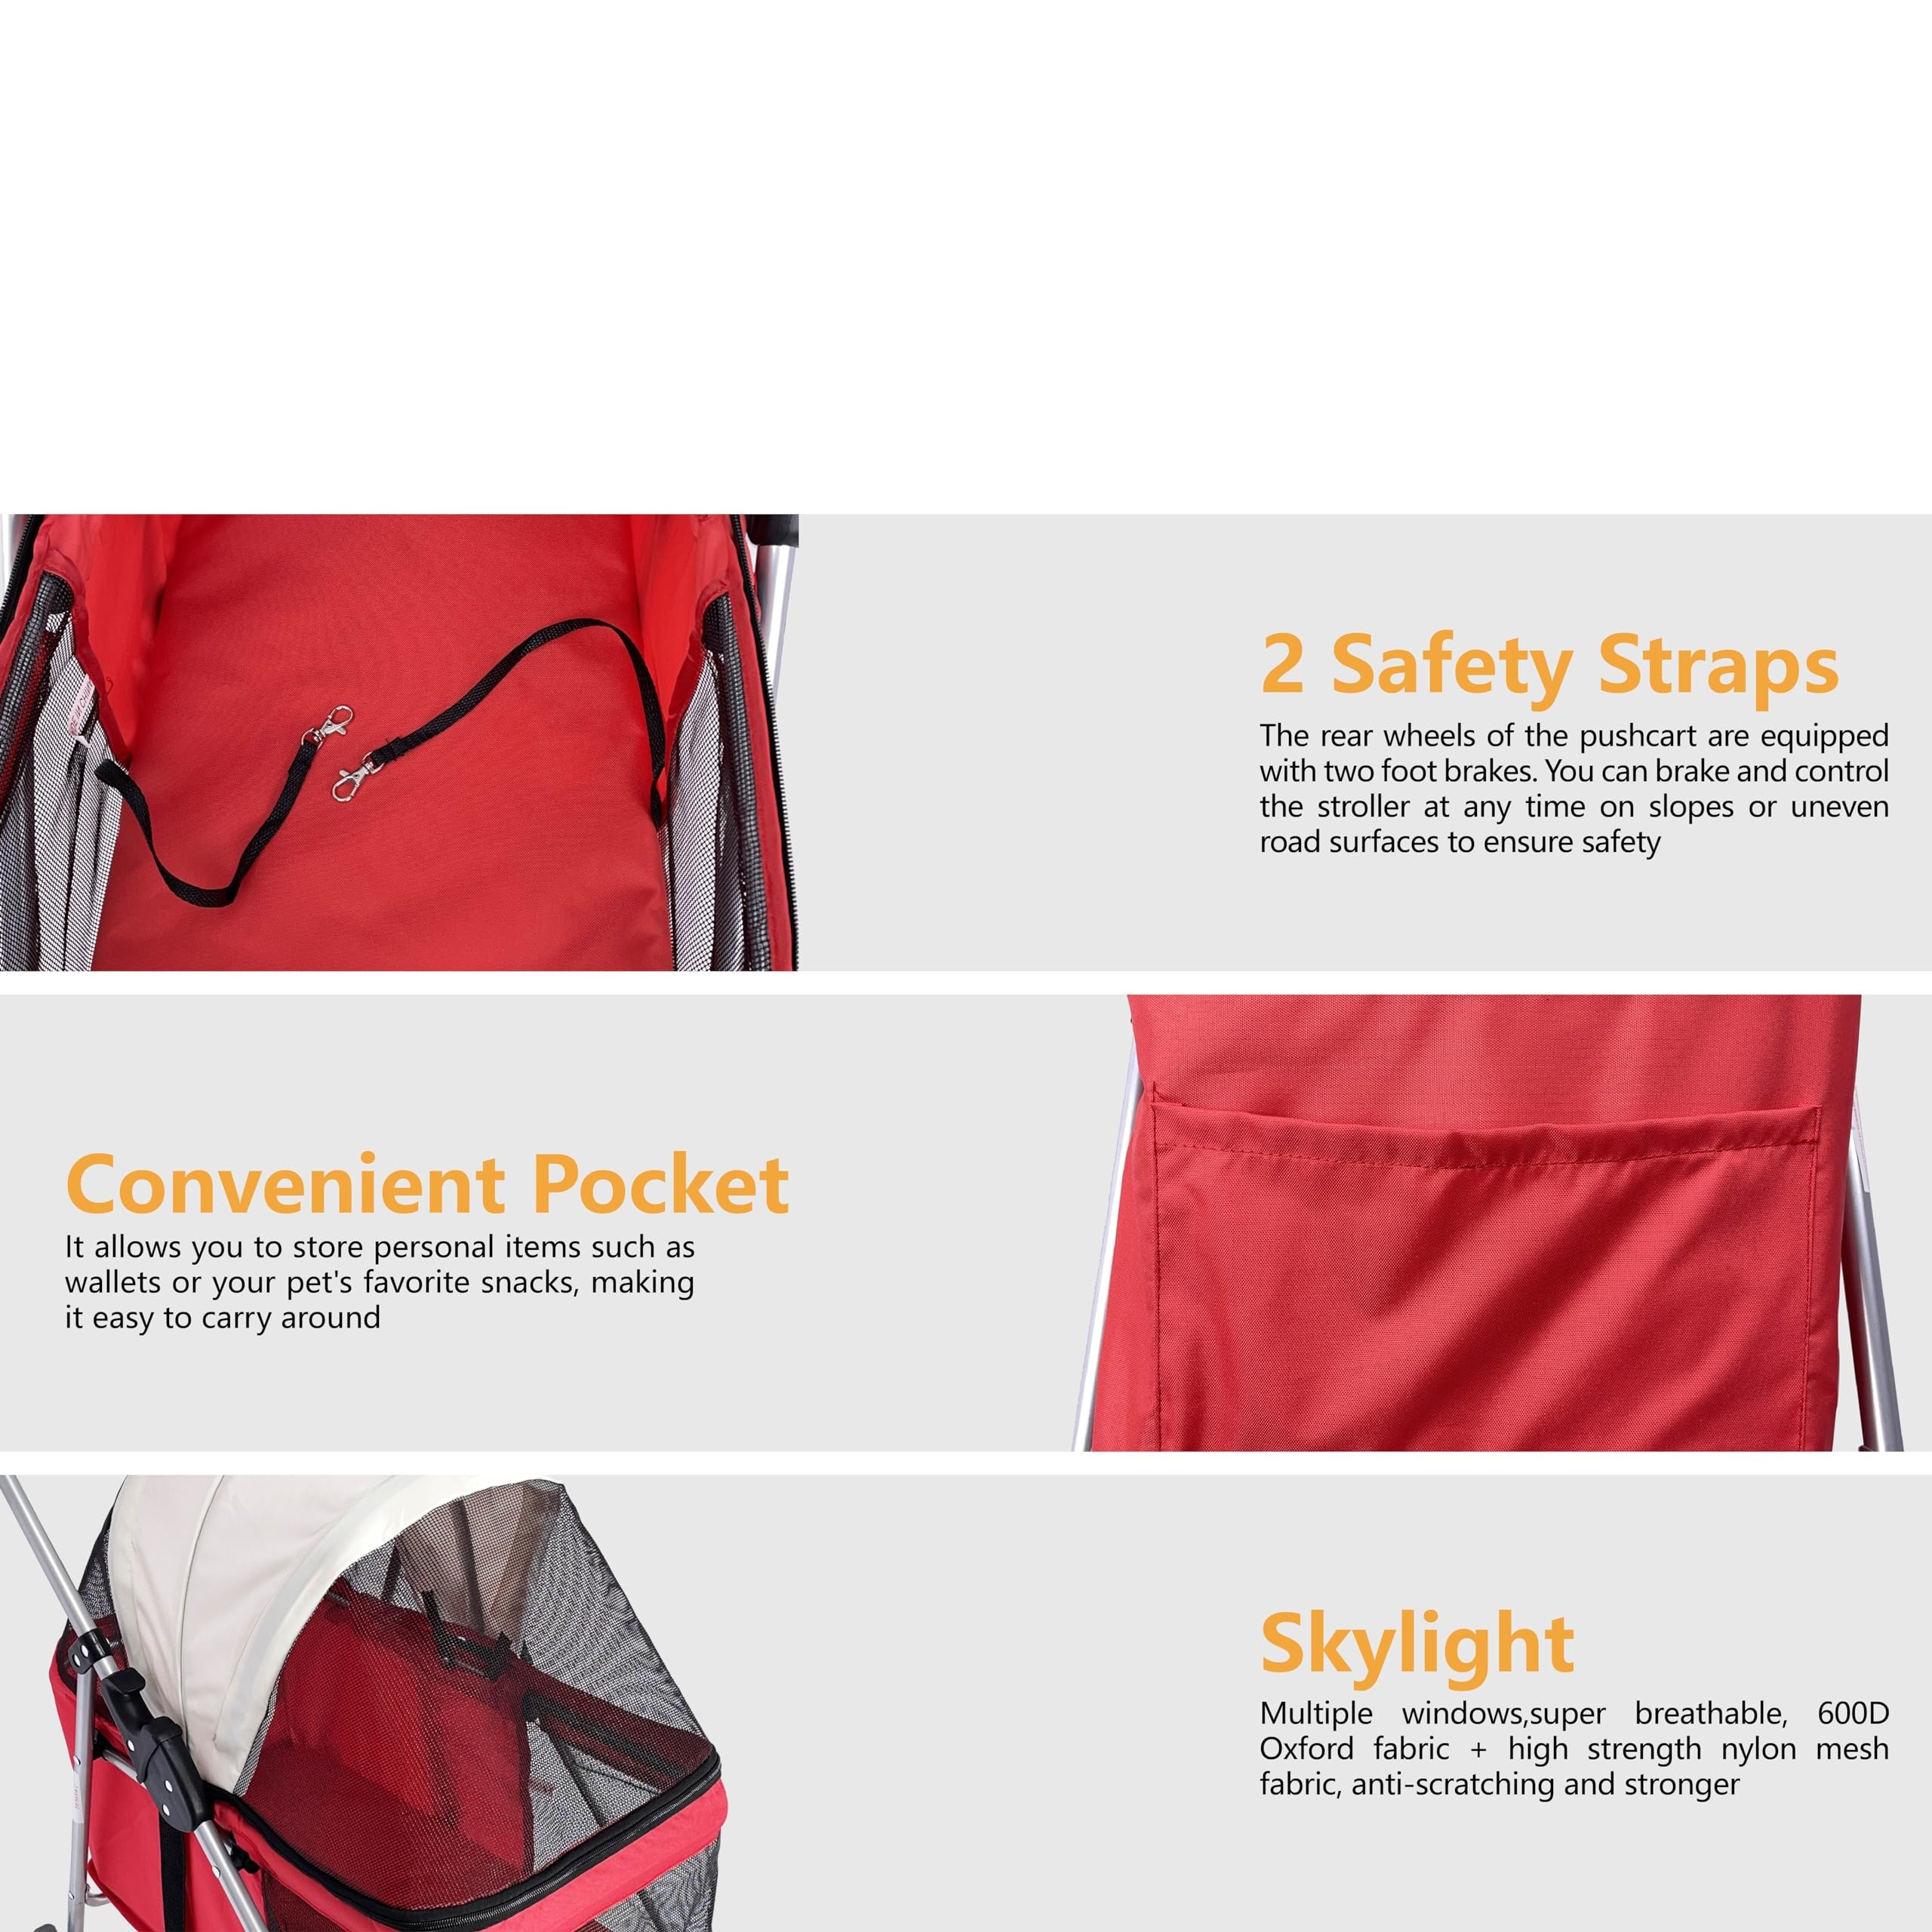 2 Safety Straps
The rear wheels of the pushcart are equipped
with two foot brakes. You can brake and control
the stroller at any time on slopes or uneven
road surfaces to ensure safety
Convenient Pocket
It allows you to store personal items such as
wallets or your pet's favorite snacks, making
it easy to carry around
Skylight
Multiple windows,super breathable, 600D
Oxford fabric + high strength nylon mesh
fabric, anti-scratching and stronger